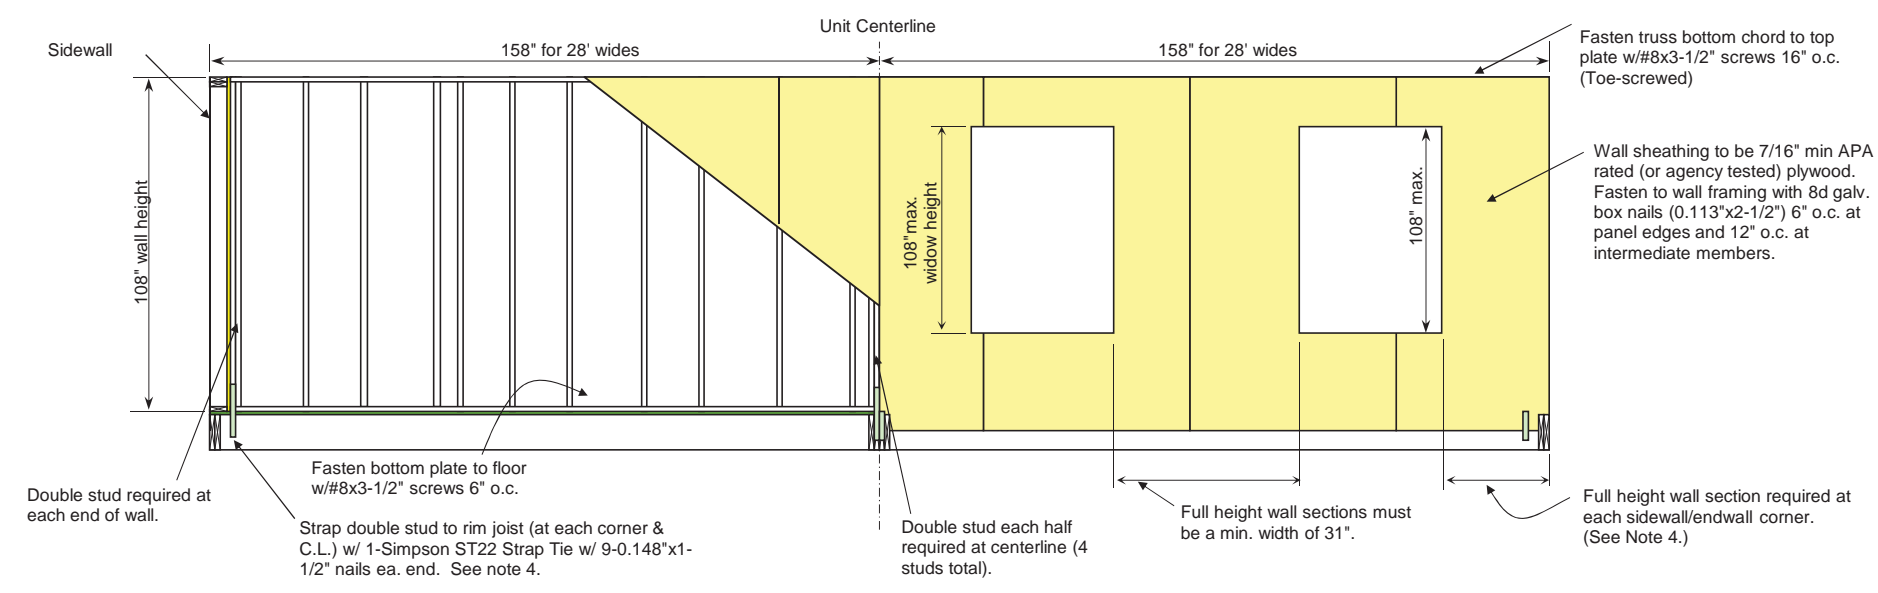 Unit Centerline
Sidewall
158" for 28' wides
158" for 28' wides
Fasten truss bottom chord to top
plate w/#8x3-1/2" screws 16" o.c.
(Toe-screwed)
108" wall height
108"max.
widow height
108" max.
Wall sheathing to be 7/16" min APA
rated (or agency tested) plywood.
Fasten to wall framing with 8d galv.
box nails (0.113"x2-1/2") 6" o.c. at
panel edges and 12" o.c. at
intermediate members.
Double stud required at
each end of wall.
Fasten bottom plate to floor
w/#8x3-1/2" screws 6" o.c.
Strap double stud to rim joist (at each corner &
C.L.) w/ 1-Simpson ST22 Strap Tie w/ 9-0.148"x1-
1/2" nails ea. end.  See note 4.
Double stud each half
required at centerline (4
studs total).
Full height wall sections must
be a min. width of 31".
Full height wall section required at
each sidewall/endwall corner.
(See Note 4.)